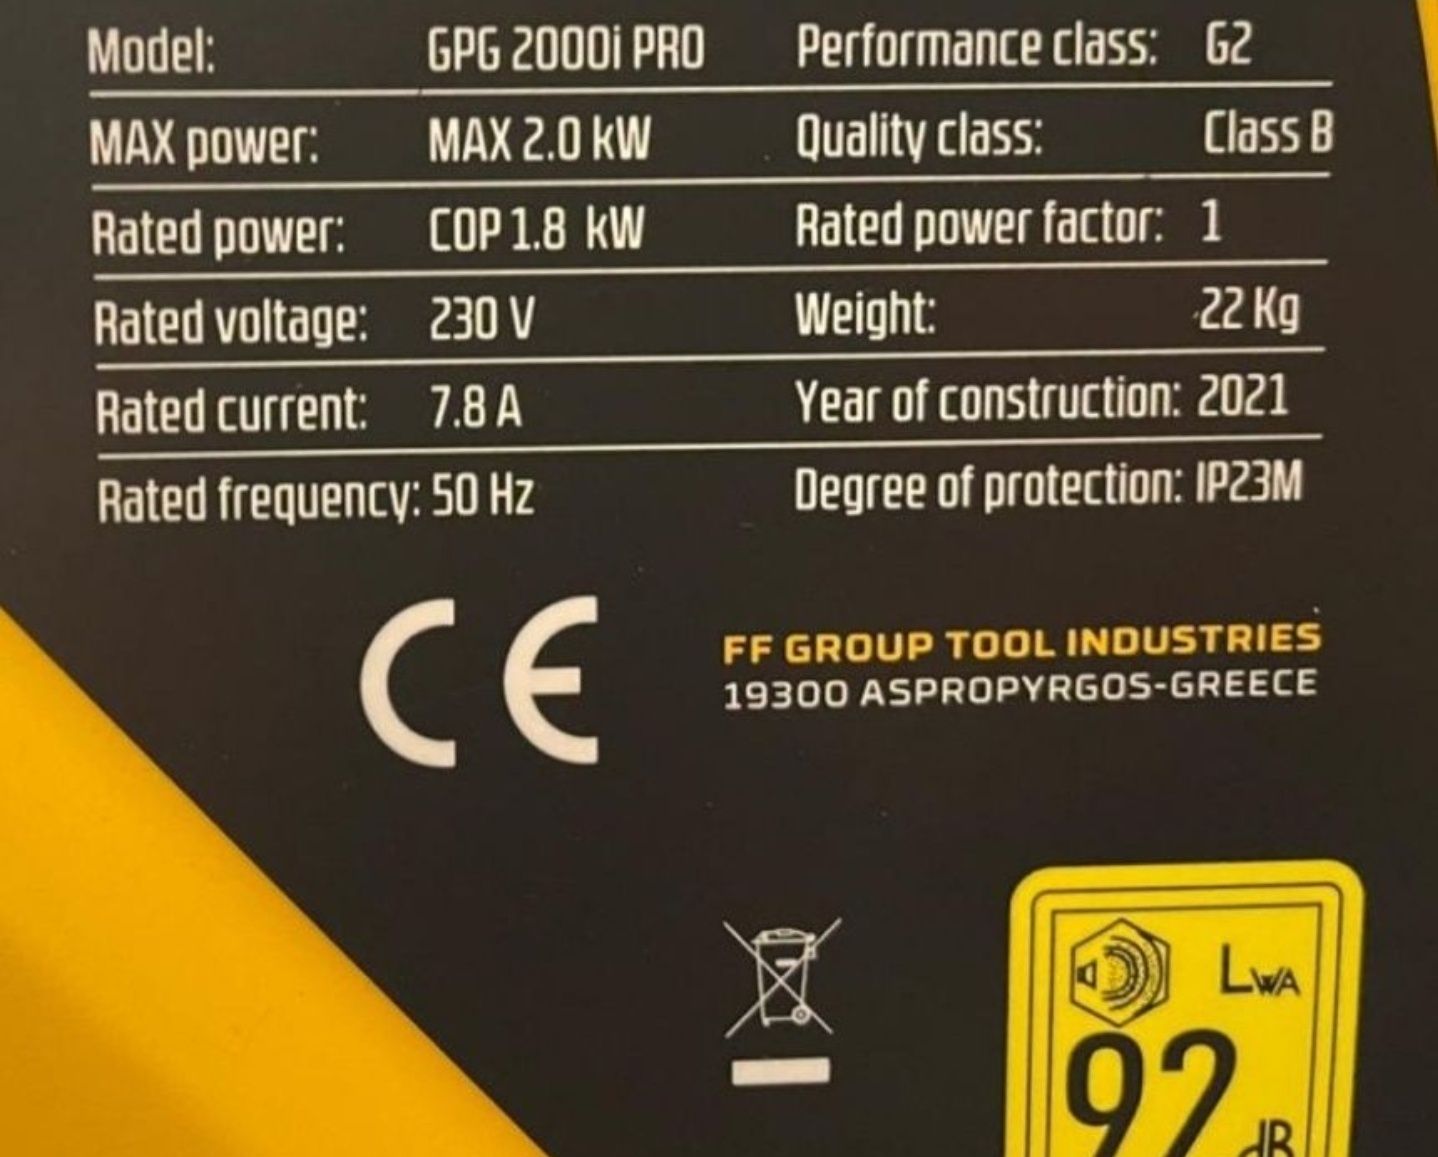 Model: GPG 2000i PRO Performance class: G2
MAX power: MAX 2.0 kW Quality class: Class B
Rated power: COP 1.8 kW Rated power factor: 1
Rated voltage: 230 V Weight: 22 Kg
Rated current: 7.8 A Year of construction: 2021
Rated frequency: 50 Hz Degree of protection: IP23M
CE
FF GROUP TOOL INDUSTRIES
19300 ASPROPYRGOS-GREECE
LWA
92 dB